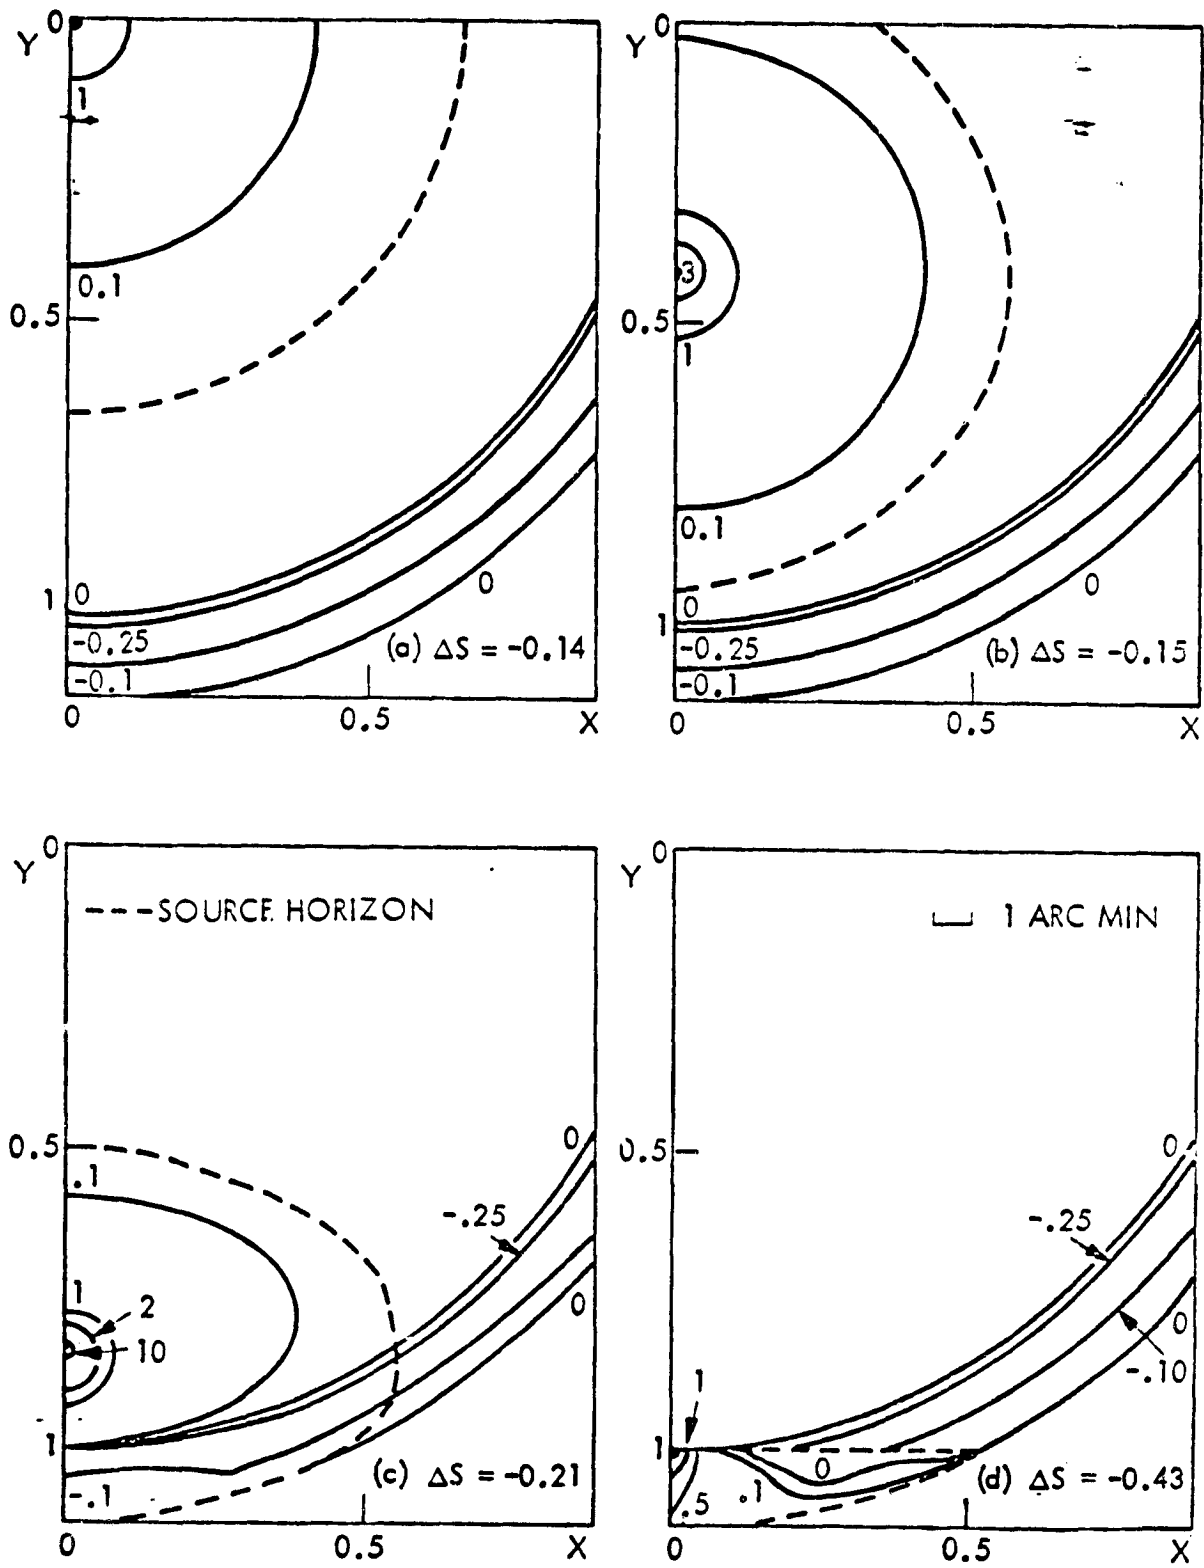 Y 0
1
0.1
0.5
1 0
-0.25
-0.1
0
(a) ΔS = -0.14
0 0.5 X
Y 0
3
0.5
1
0.1
0
1
-0.25
-0.1
0
(b) ΔS = -0.15
0 0.5 X
Y 0
---SOURCE HORIZON
0.5
.1
1
2
10
-.25
0
0
1
-.1
(c) ΔS = -0.21
0 0.5 X
Y 0
1 ARC MIN
0.5
0
-.25
0
-.10
1
1
0
.5 .1
(d) ΔS = -0.43
0 0.5 X